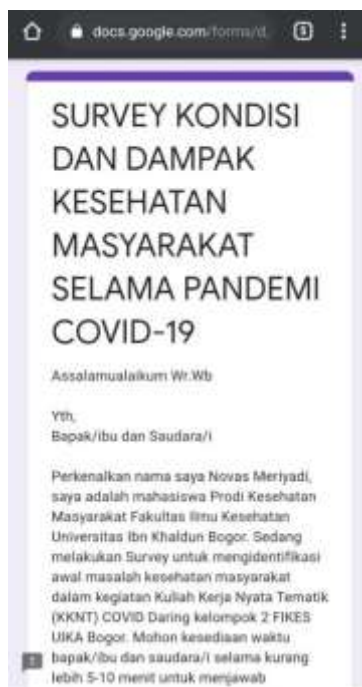 docs.google.com/forms/d
SURVEY KONDISI
DAN DAMPAK
KESEHATAN
MASYARAKAT
SELAMA PANDEMI
COVID-19
Assalamualaikum Wr.Wb
Yth,
Bapak/ibu dan Saudara/i
Perkenalkan nama saya Novas Meriyadi,
saya adalah mahasiswa Prodi Kesehatan
Masyarakat Fakultas Ilmu Kesehatan
Universitas Ibn Khaldun Bogor. Sedang
melakukan Survey untuk mengidentifikasi
awal masalah kesehatan masyarakat
dalam kegiatan Kuliah Kerja Nyata Tematik
(KKNT) COVID Daring kelompok 2 FIKES
UIKA Bogor. Mohon kesediaan waktu
bapak/ibu dan saudara/i selama kurang
lebih 5-10 menit untuk menjawab